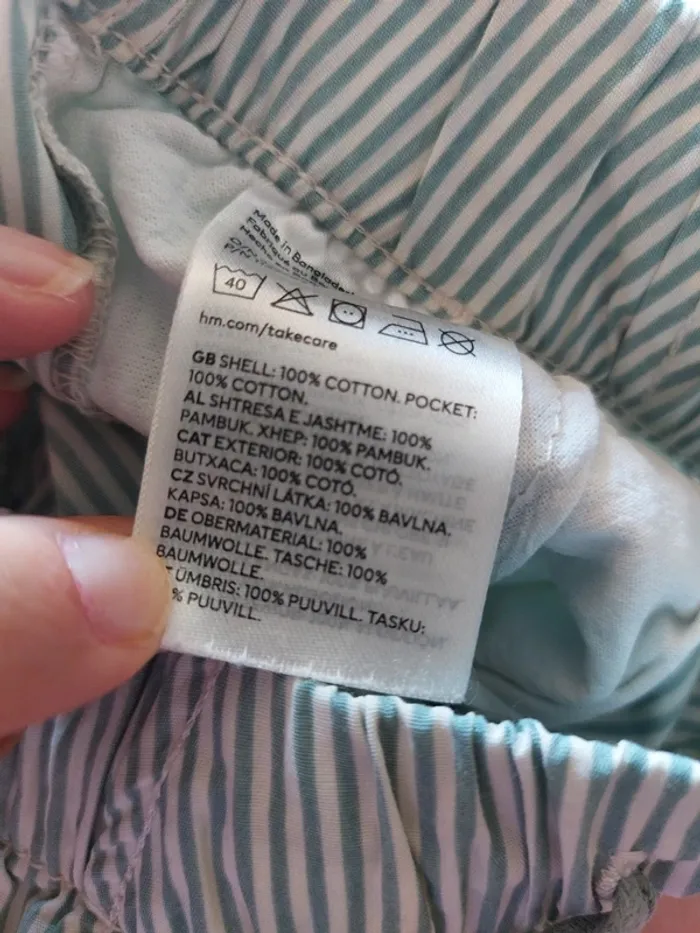 Made in Bangladesh
Fabriqué au
40
hm.com/takecare
GB SHELL: 100% COTTON. POCKET:
100% COTTON.
AL SHTRESA E JASHTME: 100%
PAMBUK. XHEP: 100% PAMBUK.
CAT EXTERIOR: 100% COTÓ.
BUTXACA: 100% COTÓ.
CZ SVRCHNÍ LÁTKA: 100% BAVLNA.
KAPSA: 100% BAVLNA.
DE OBERMATERIAL: 100%
BAUMWOLLE. TASCHE: 100%
BAUMWOLLE.
ÜMBRIS: 100% PUUVILL. TASKU:
% PUUVILL.